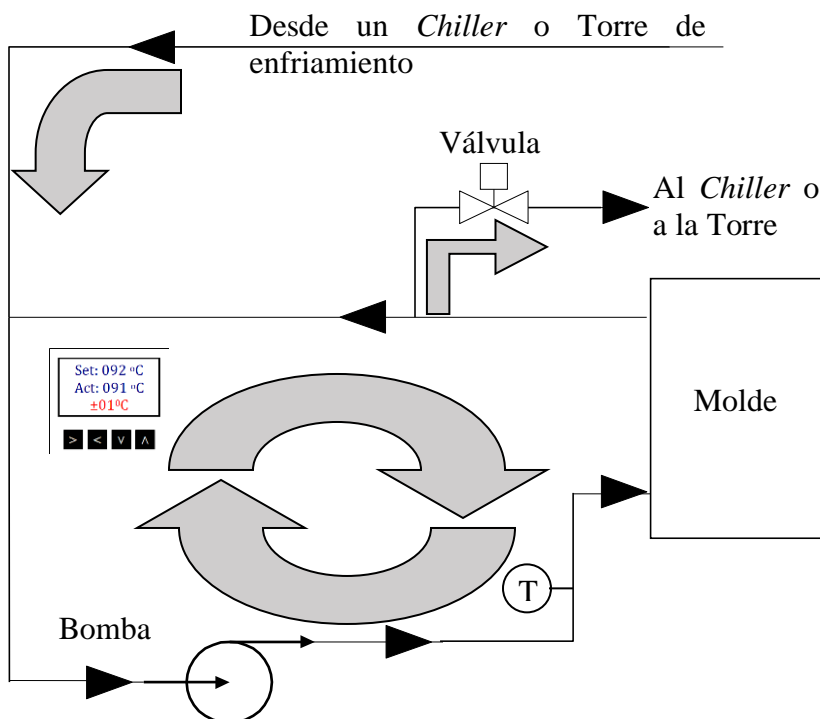 Desde un Chiller o Torre de
enfriamiento
Válvula
Al Chiller o
a la Torre
Set: 092 ºC
Act: 091 ºC
±01⁰C
> < v ʌ
Molde
T
Bomba